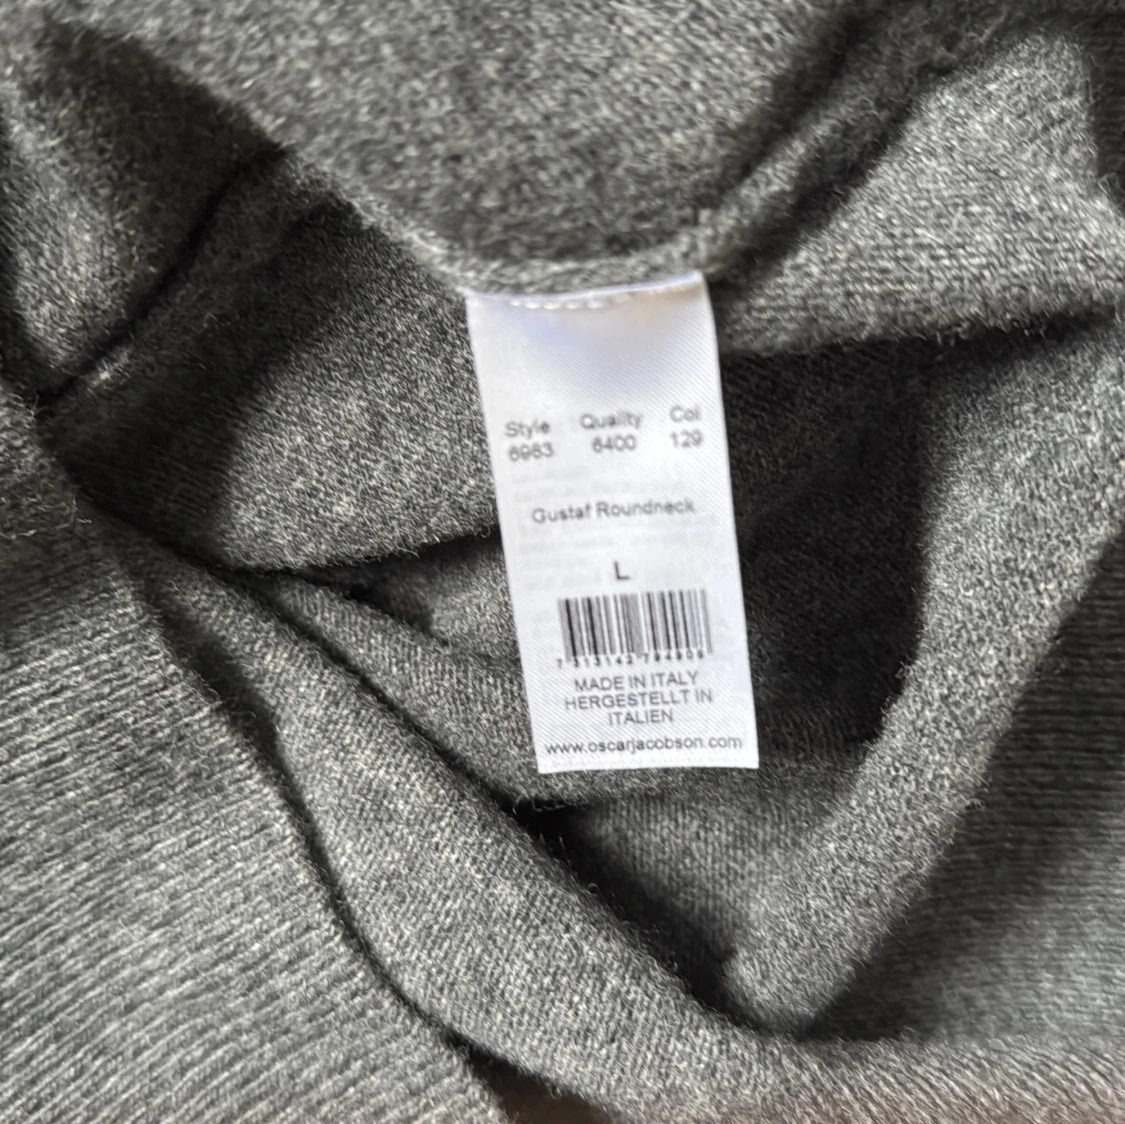 Style Quality Col
6963 6400 129
Gustaf Roundneck
L
MADE IN ITALY
HERGESTELLT IN
ITALIEN
www.oscarjacobson.com